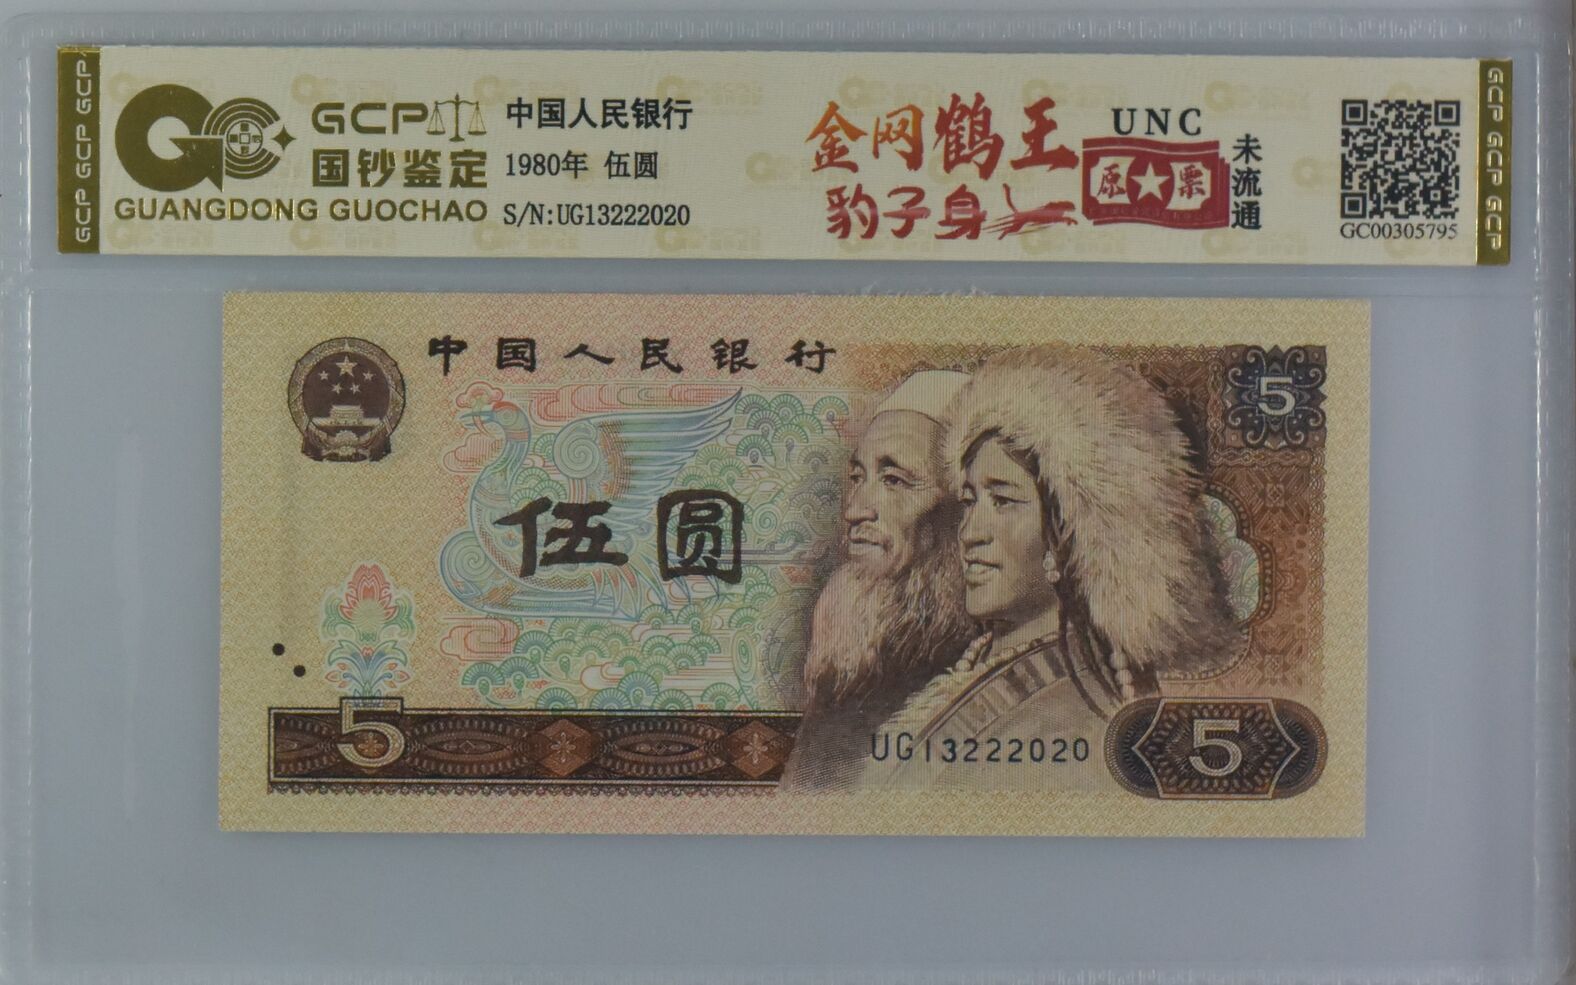 GCP
国钞鉴定
GUANGDONG GUOCHAO
中国人民银行
1980年 伍圆
S/N:UG13222020
金网鹤王
豹子身
UNC
原★票
未流通
GC00305795
GCP GCP GCP
GCP GCP GCP
中国人民银行
5
伍圆
5
UG13222020
5